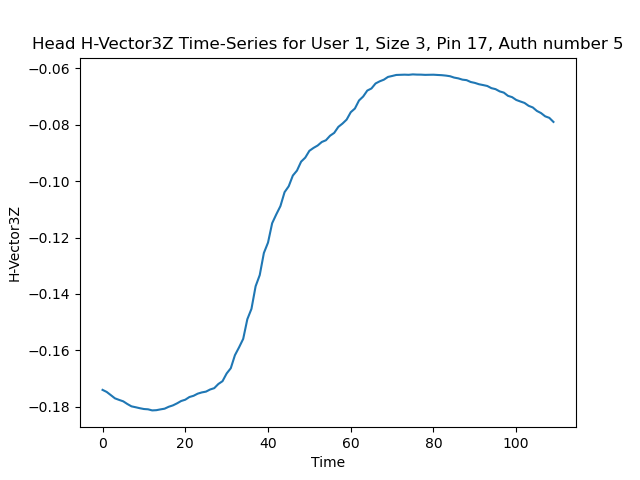 Head H-Vector3Z Time-Series for User 1, Size 3, Pin 17, Auth number 5
−0.06
−0.08
−0.10
−0.12
−0.14
−0.16
−0.18
H-Vector3Z
0 20 40 60 80 100
Time